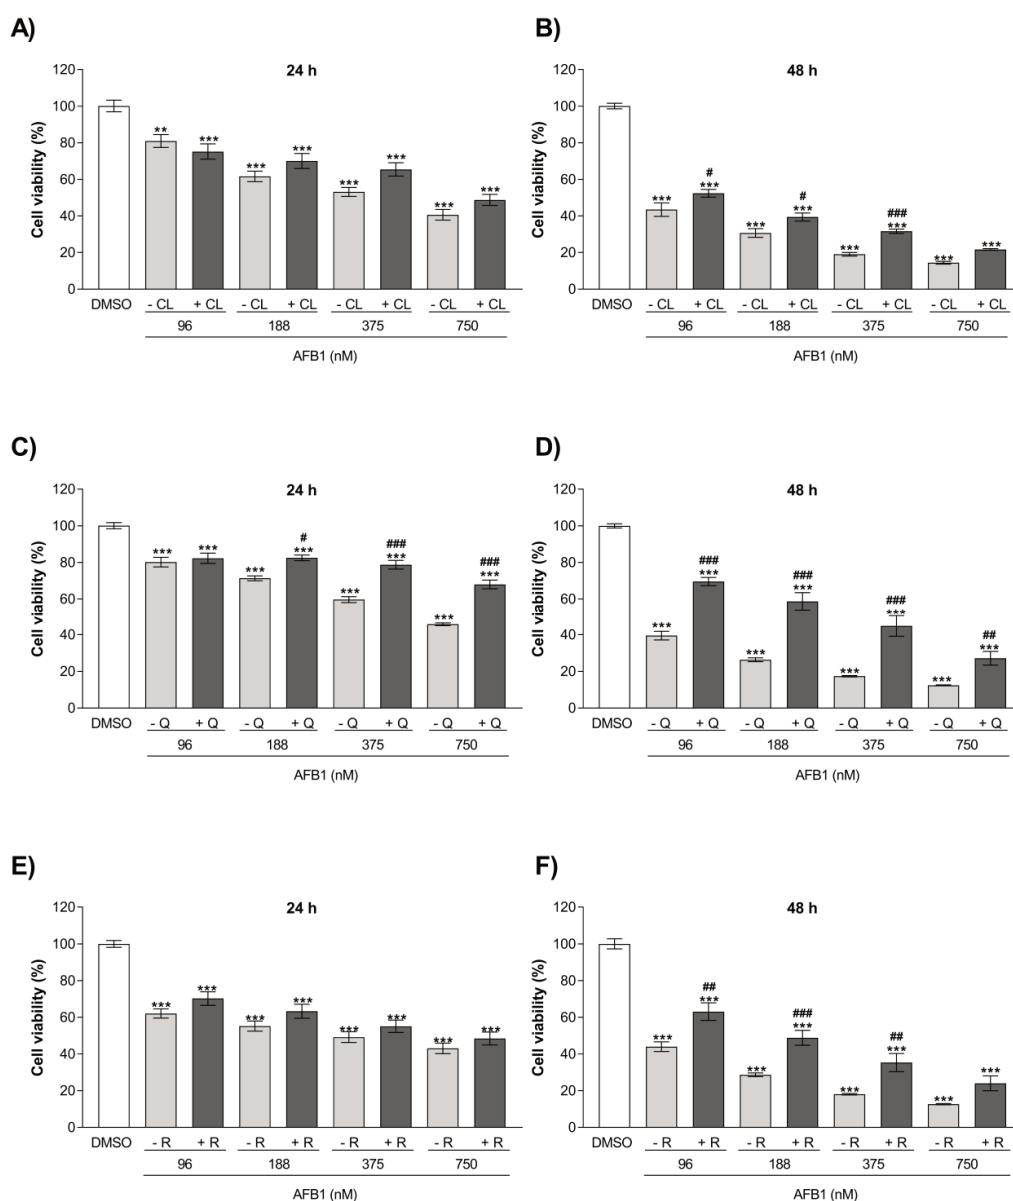 A)
24 h
Cell viability (%)
120
100
80
60
40
20
0
** *** *** *** *** *** *** ***
DMSO - CL + CL - CL + CL - CL + CL - CL + CL
96 188 375 750
AFB1 (nM)
B)
48 h
Cell viability (%)
120
100
80
60
40
20
0
# # ###
*** *** *** *** *** *** *** ***
DMSO - CL + CL - CL + CL - CL + CL - CL + CL
96 188 375 750
AFB1 (nM)
C)
24 h
Cell viability (%)
120
100
80
60
40
20
0
# ### ###
*** *** *** *** *** *** *** ***
DMSO - Q + Q - Q + Q - Q + Q - Q + Q
96 188 375 750
AFB1 (nM)
D)
48 h
Cell viability (%)
120
100
80
60
40
20
0
### ### ### ##
*** *** *** *** *** *** *** ***
DMSO - Q + Q - Q + Q - Q + Q - Q + Q
96 188 375 750
AFB1 (nM)
E)
24 h
Cell viability (%)
120
100
80
60
40
20
0
*** *** *** *** *** *** *** ***
DMSO - R + R - R + R - R + R - R + R
96 188 375 750
AFB1 (nM)
F)
48 h
Cell viability (%)
120
100
80
60
40
20
0
## ### ##
*** *** *** *** *** *** *** ***
DMSO - R + R - R + R - R + R - R + R
96 188 375 750
AFB1 (nM)